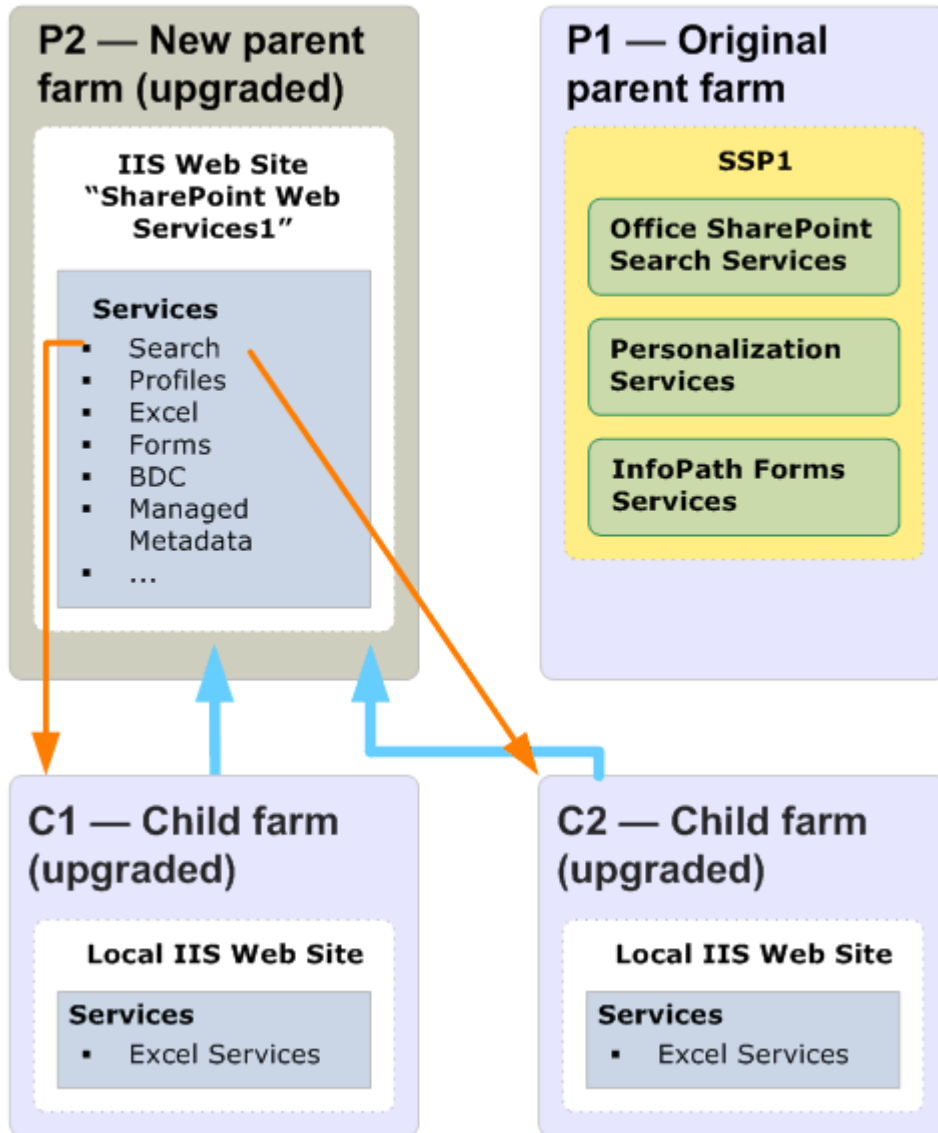 P2 — New parent
farm (upgraded)
IIS Web Site
“SharePoint Web
Services1”
Services
▪ Search
▪ Profiles
▪ Excel
▪ Forms
▪ BDC
▪ Managed
Metadata
▪ ...
P1 — Original
parent farm
SSP1
Office SharePoint
Search Services
Personalization
Services
InfoPath Forms
Services
C1 — Child farm
(upgraded)
Local IIS Web Site
Services
▪ Excel Services
C2 — Child farm
(upgraded)
Local IIS Web Site
Services
▪ Excel Services